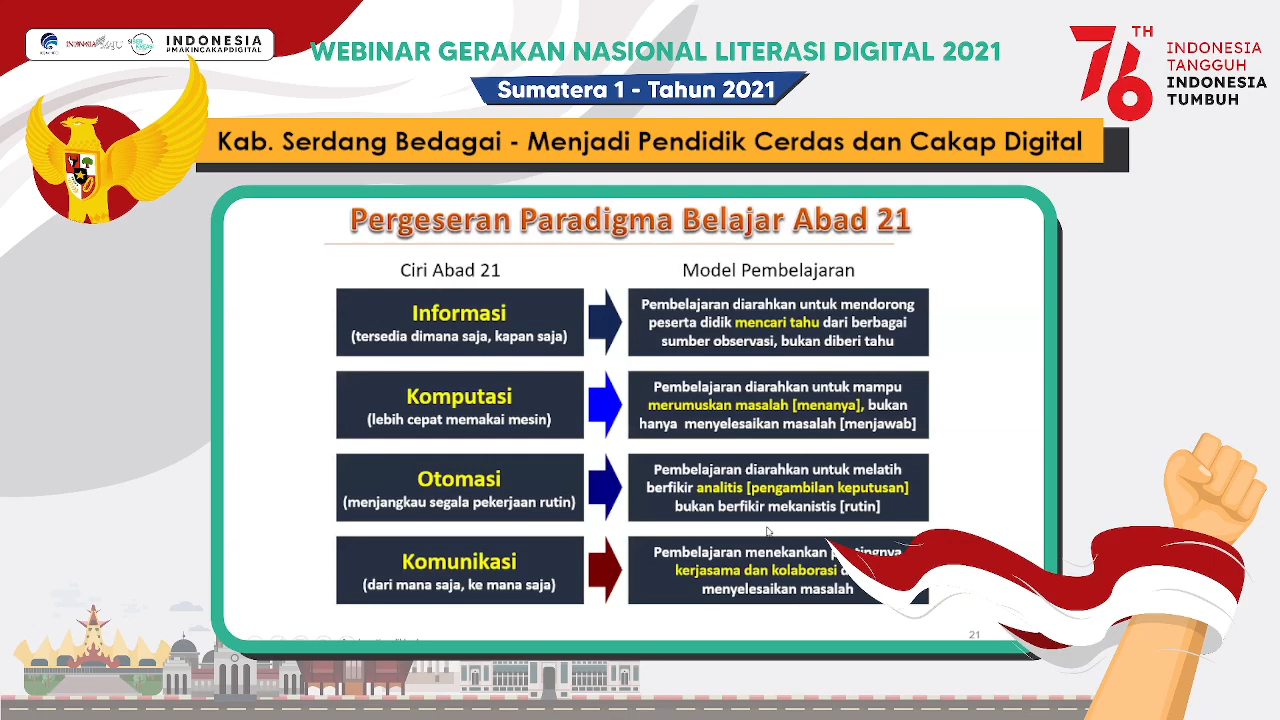 INDONESIA
#MAKINCAKAPDIGITAL
WEBINAR GERAKAN NASIONAL LITERASI DIGITAL 2021
Sumatera 1 - Tahun 2021
76 TH
INDONESIA
TANGGUH
INDONESIA
TUMBUH
Kab. Serdang Bedagai - Menjadi Pendidik Cerdas dan Cakap Digital
Pergeseran Paradigma Belajar Abad 21
Ciri Abad 21
Model Pembelajaran
Informasi
(tersedia dimana saja, kapan saja)
Pembelajaran diarahkan untuk mendorong
peserta didik mencari tahu dari berbagai
sumber observasi, bukan diberi tahu
Komputasi
(lebih cepat memakai mesin)
Pembelajaran diarahkan untuk mampu
merumuskan masalah [menanya], bukan
hanya menyelesaikan masalah [menjawab]
Otomasi
(menjangkau segala pekerjaan rutin)
Pembelajaran diarahkan untuk melatih
berfikir analitis [pengambilan keputusan]
bukan berfikir mekanistis [rutin]
Komunikasi
(dari mana saja, ke mana saja)
Pembelajaran menekankan
kerjasama dan kolaborasi
menyelesaikan masalah
21